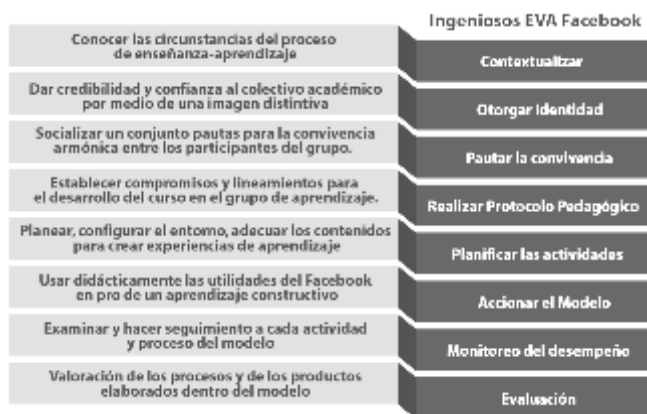 Ingeniosos EVA Facebook
Conocer las circunstancias del proceso
de enseñanza-aprendizaje
Contextualizar
Dar credibilidad y confianza al colectivo académico
por medio de una imagen distintiva
Otorgar Identidad
Socializar un conjunto pautas para la convivencia
armónica entre los participantes del grupo.
Pautar la convivencia
Establecer compromisos y lineamientos para
el desarrollo del curso en el grupo de aprendizaje.
Realizar Protocolo Pedagógico
Planear, configurar el entorno, adecuar los contenidos
para crear experiencias de aprendizaje
Planificar las actividades
Usar didácticamente las utilidades del Facebook
en pro de un aprendizaje constructivo
Accionar el Modelo
Examinar y hacer seguimiento a cada actividad
y proceso del modelo
Monitoreo del desempeño
Valoración de los procesos y de los productos
elaborados dentro del modelo
Evaluación